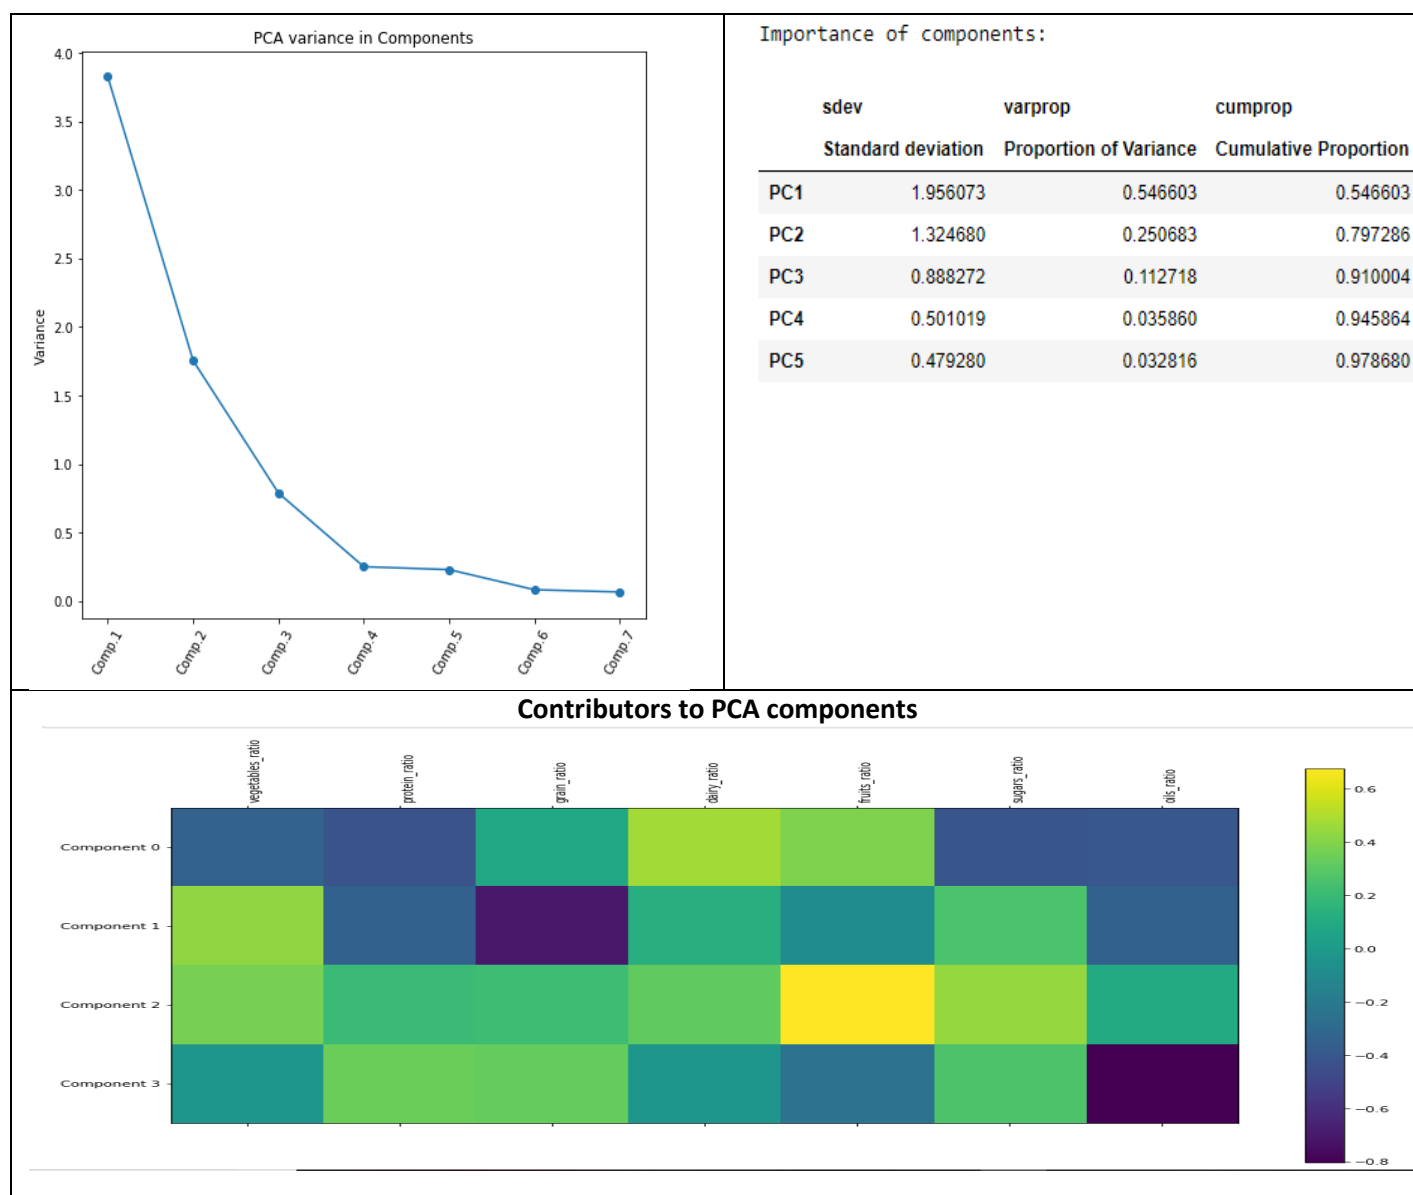 PCA variance in Components
4.0
3.5
3.0
2.5
2.0
1.5
1.0
0.5
0.0
Variance
Comp.1
Comp.2
Comp.3
Comp.4
Comp.5
Comp.6
Comp.7
Importance of components:
sdev varprop cumprop
Standard deviation Proportion of Variance Cumulative Proportion
PC1 1.956073 0.546603 0.546603
PC2 1.324680 0.250683 0.797286
PC3 0.888272 0.112718 0.910004
PC4 0.501019 0.035860 0.945864
PC5 0.479280 0.032816 0.978680
Contributors to PCA components
vegetables_ratio
protein_ratio
grain_ratio
dairy_ratio
fruits_ratio
sugars_ratio
oils_ratio
Component 0
Component 1
Component 2
Component 3
0.6
0.4
0.2
0.0
−0.2
−0.4
−0.6
−0.8